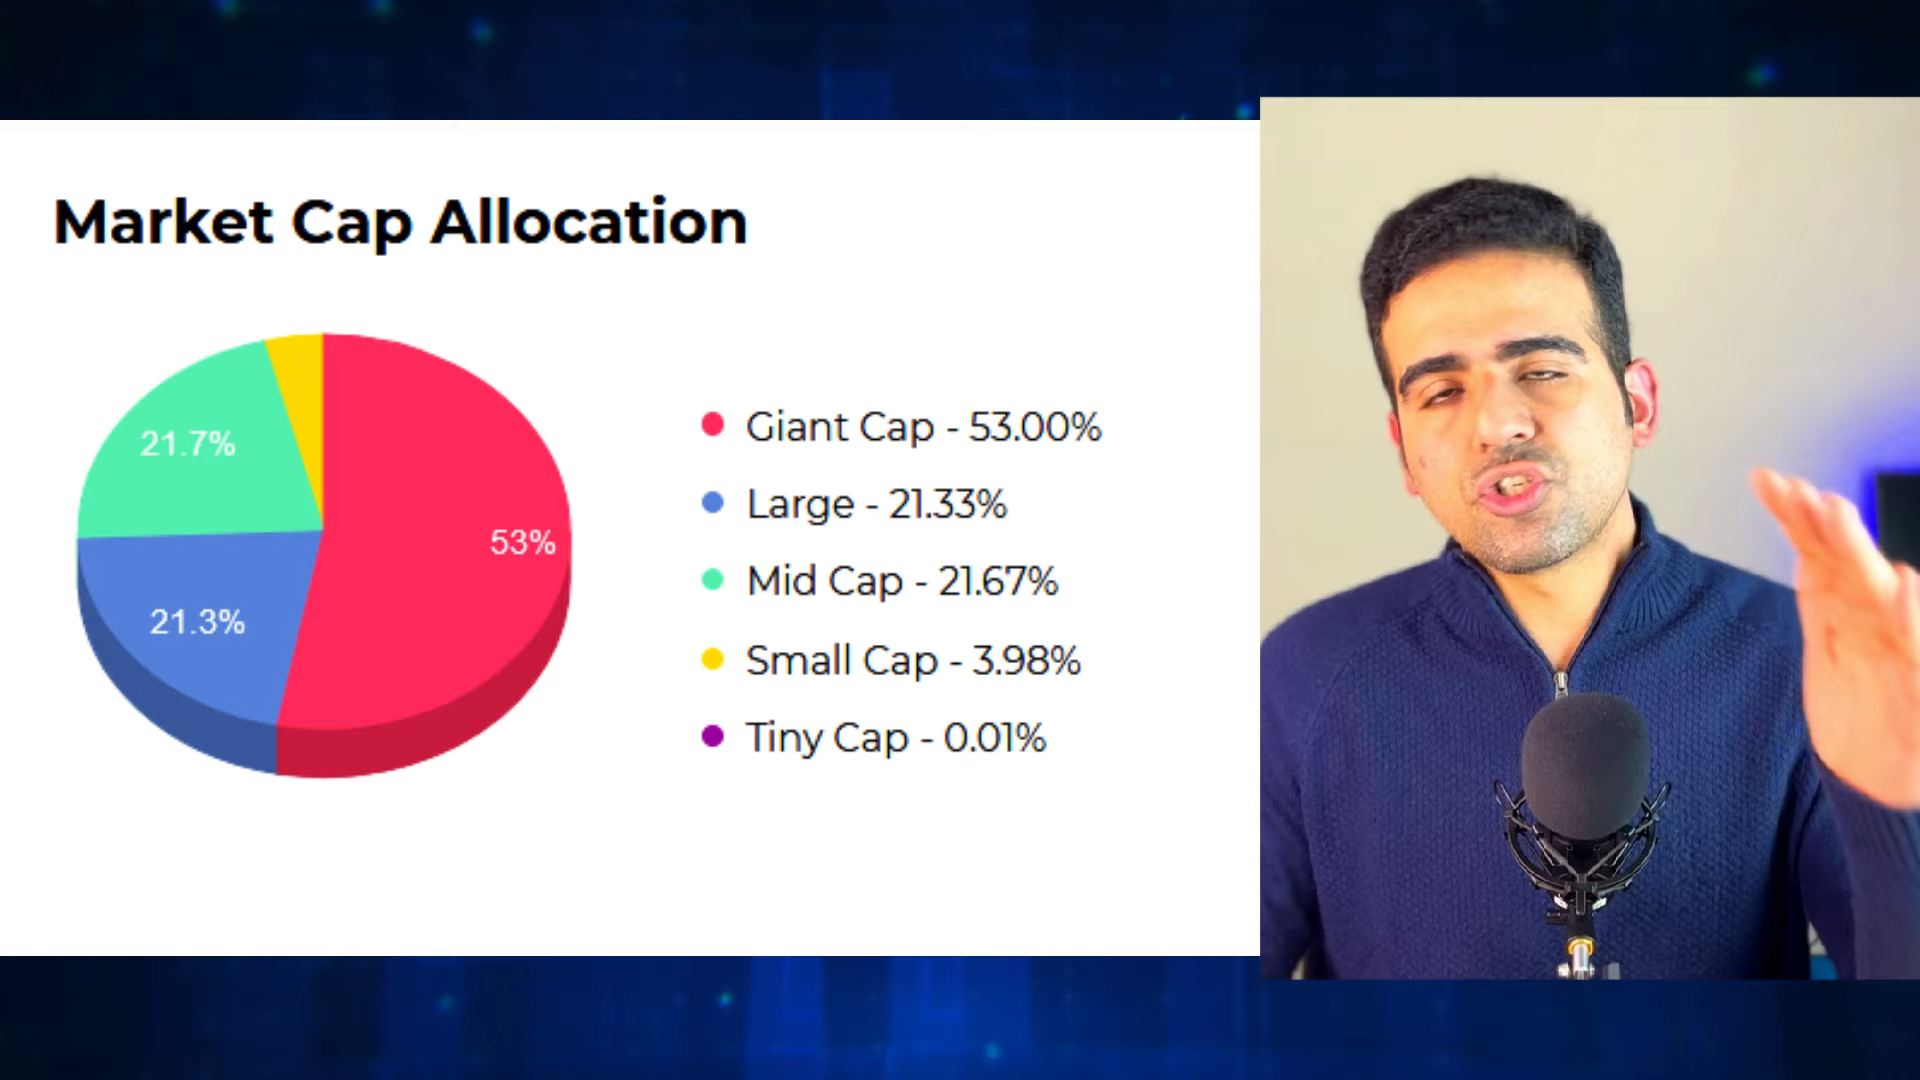 Market Cap Allocation
21.7%
53%
21.3%
Giant Cap - 53.00%
Large - 21.33%
Mid Cap - 21.67%
Small Cap - 3.98%
Tiny Cap - 0.01%